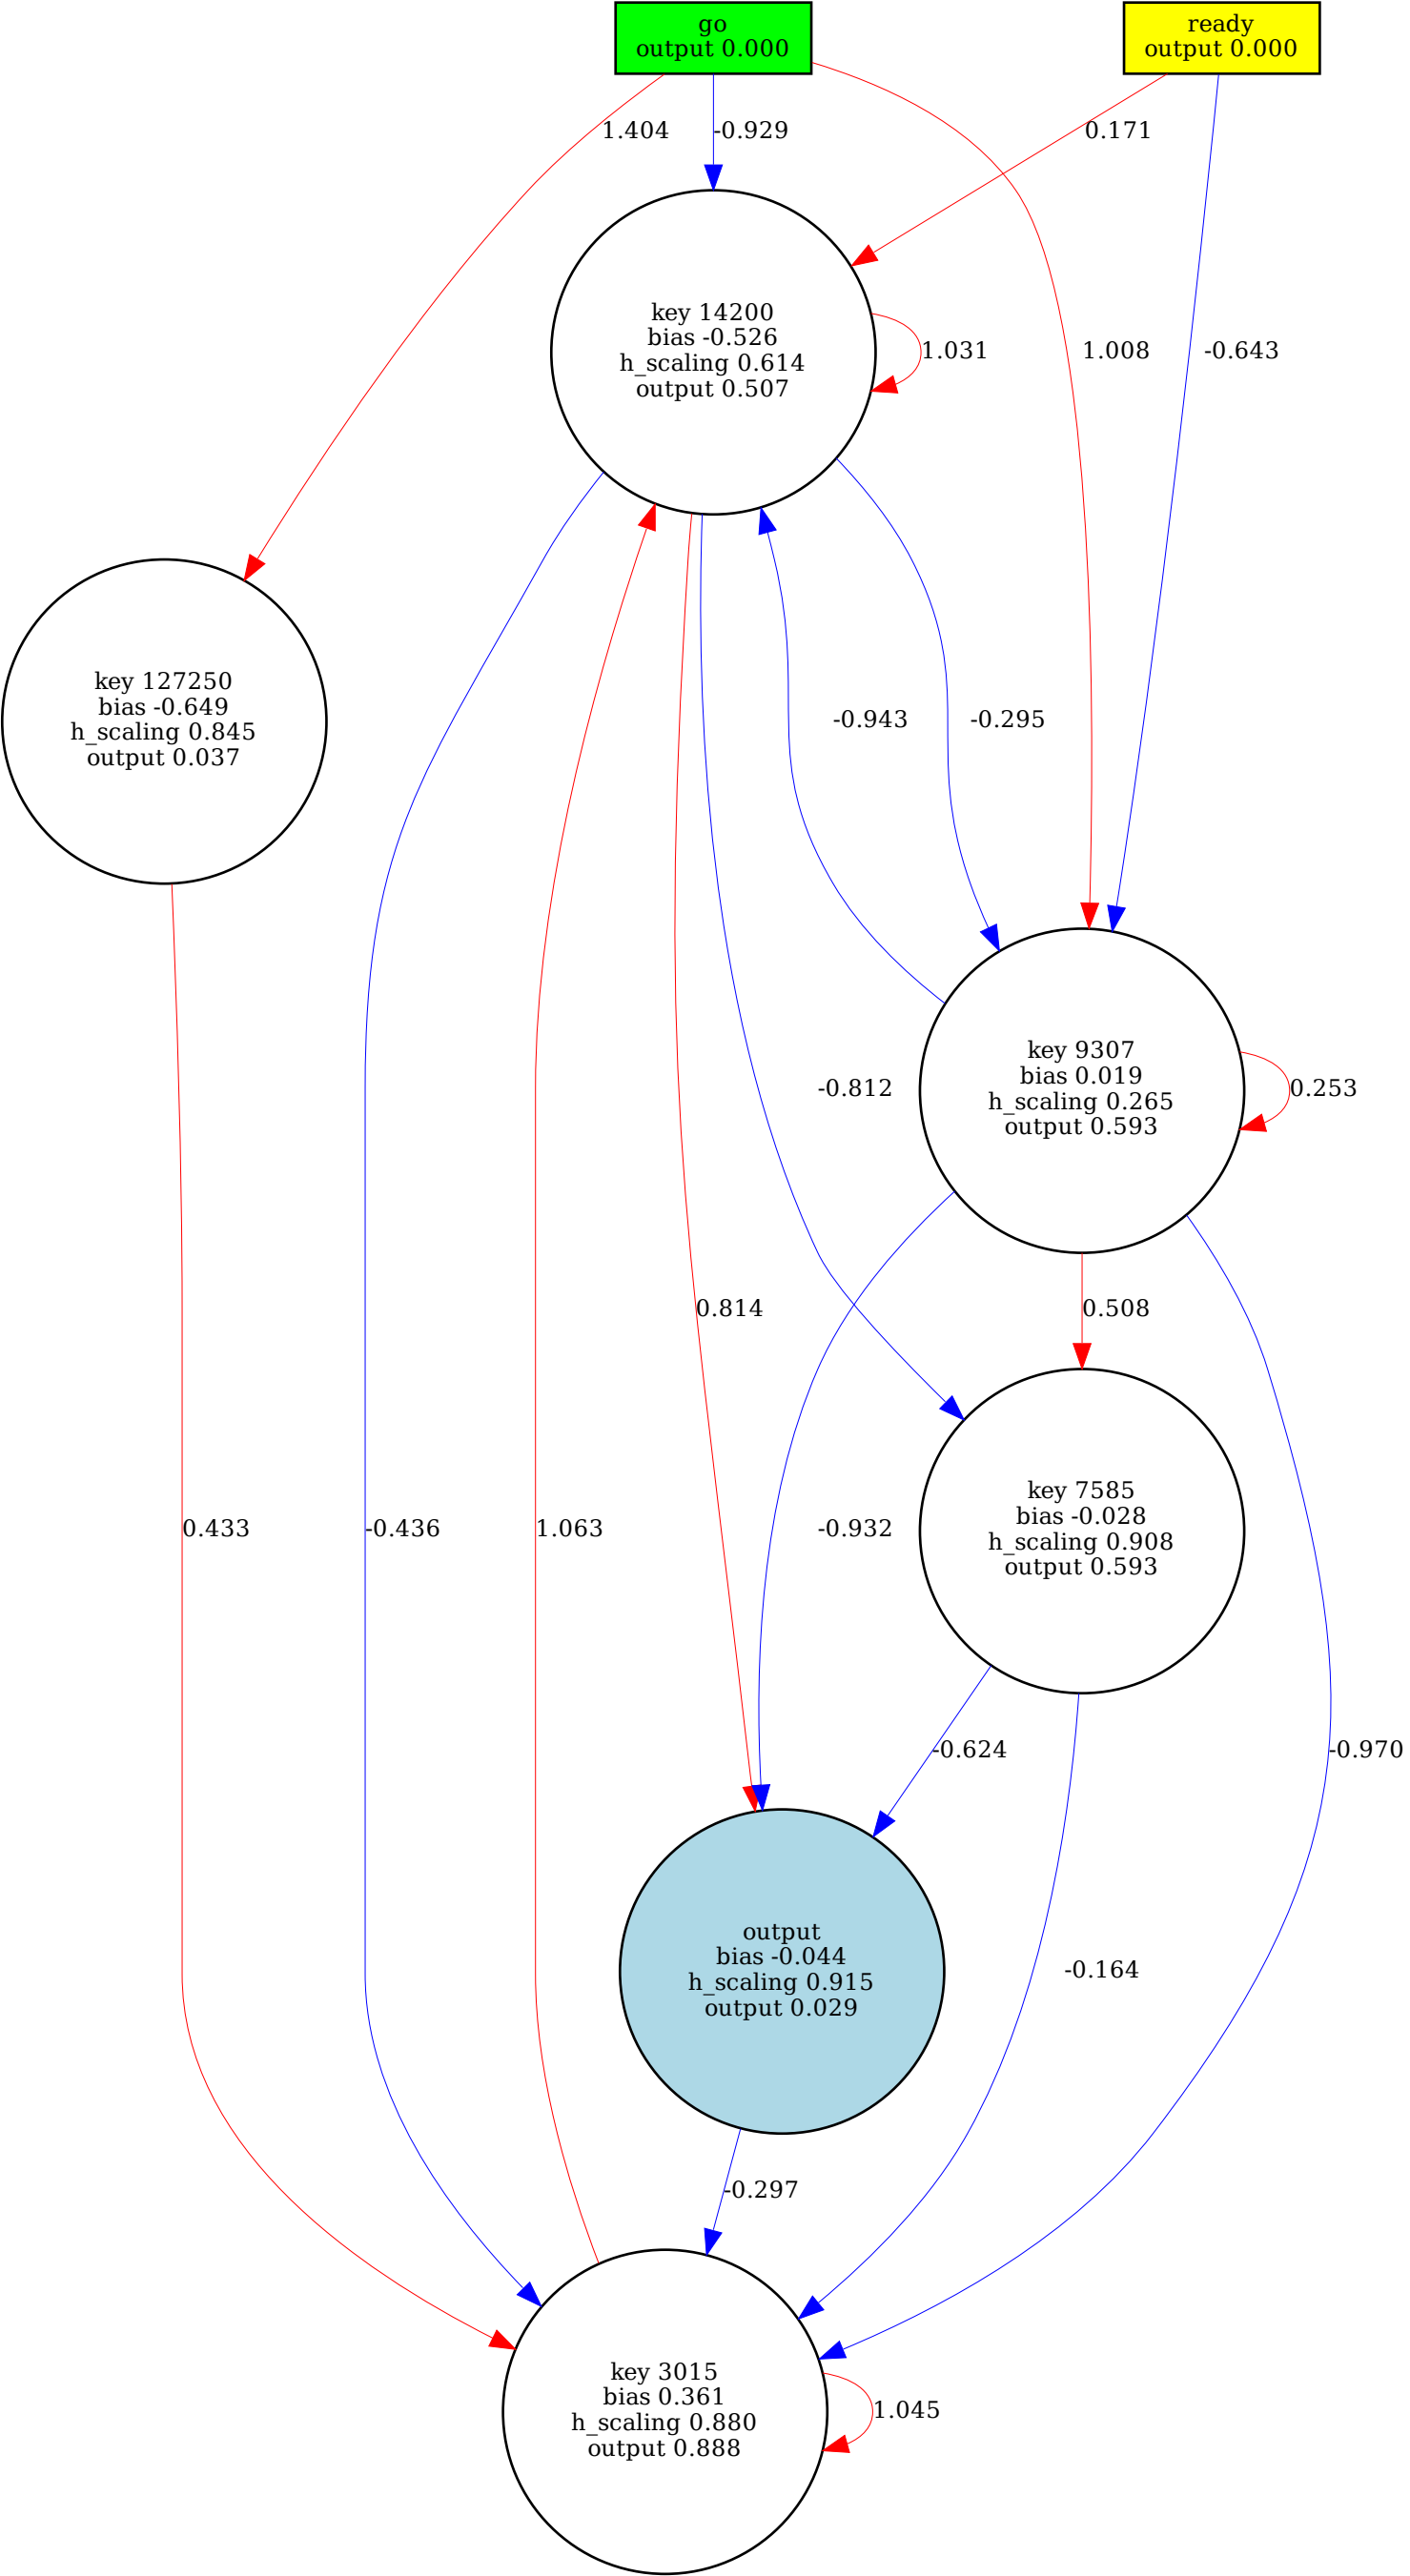 go
output 0.000
ready
output 0.000
1.404
-0.929
0.171
key 14200
bias -0.526
h_scaling 0.614
output 0.507
1.031
1.008
-0.643
key 127250
bias -0.649
h_scaling 0.845
output 0.037
-0.943
-0.295
key 9307
bias 0.019
h_scaling 0.265
output 0.593
-0.812
0.253
0.814
0.508
key 7585
bias -0.028
h_scaling 0.908
output 0.593
0.433
-0.436
1.063
-0.932
-0.624
-0.970
output
bias -0.044
h_scaling 0.915
output 0.029
-0.164
-0.297
key 3015
bias 0.361
h_scaling 0.880
output 0.888
1.045